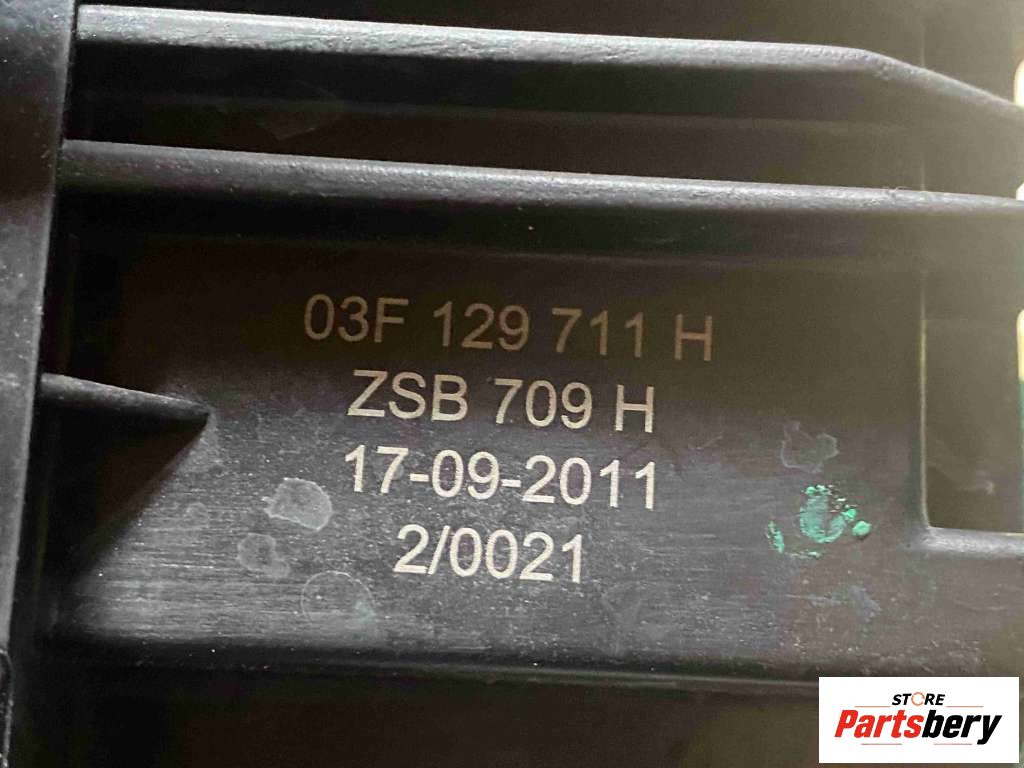 03F 129 711 H
ZSB 709 H
17-09-2011
2/0021
STORE
Partsbery